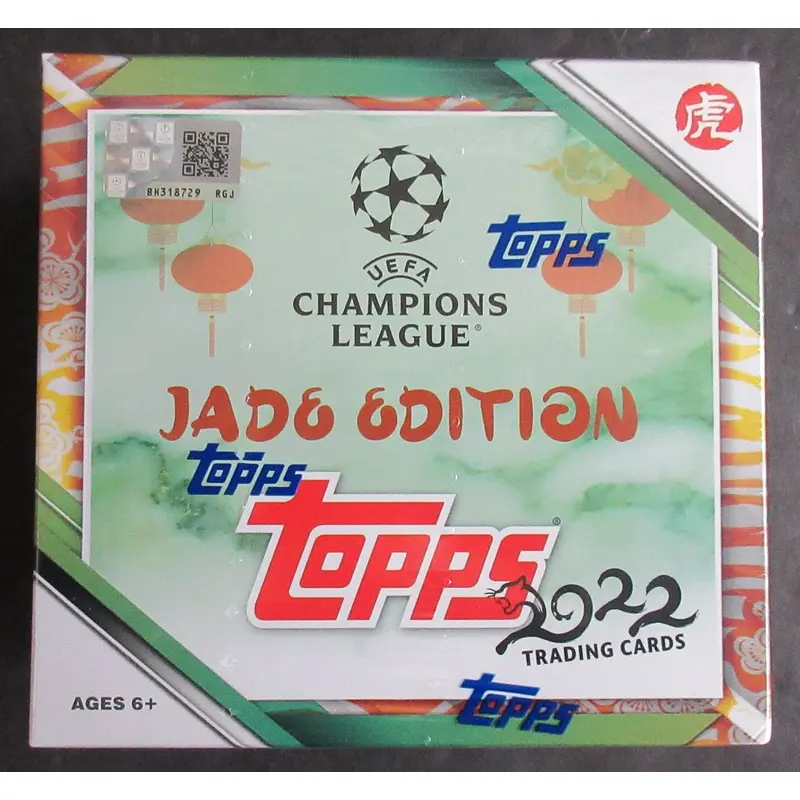 虎
BH318729 RGJ
topps
UEFA
CHAMPIONS
LEAGUE®
JADE EDITION
topps
topps®
2022
TRADING CARDS
topps
AGES 6+